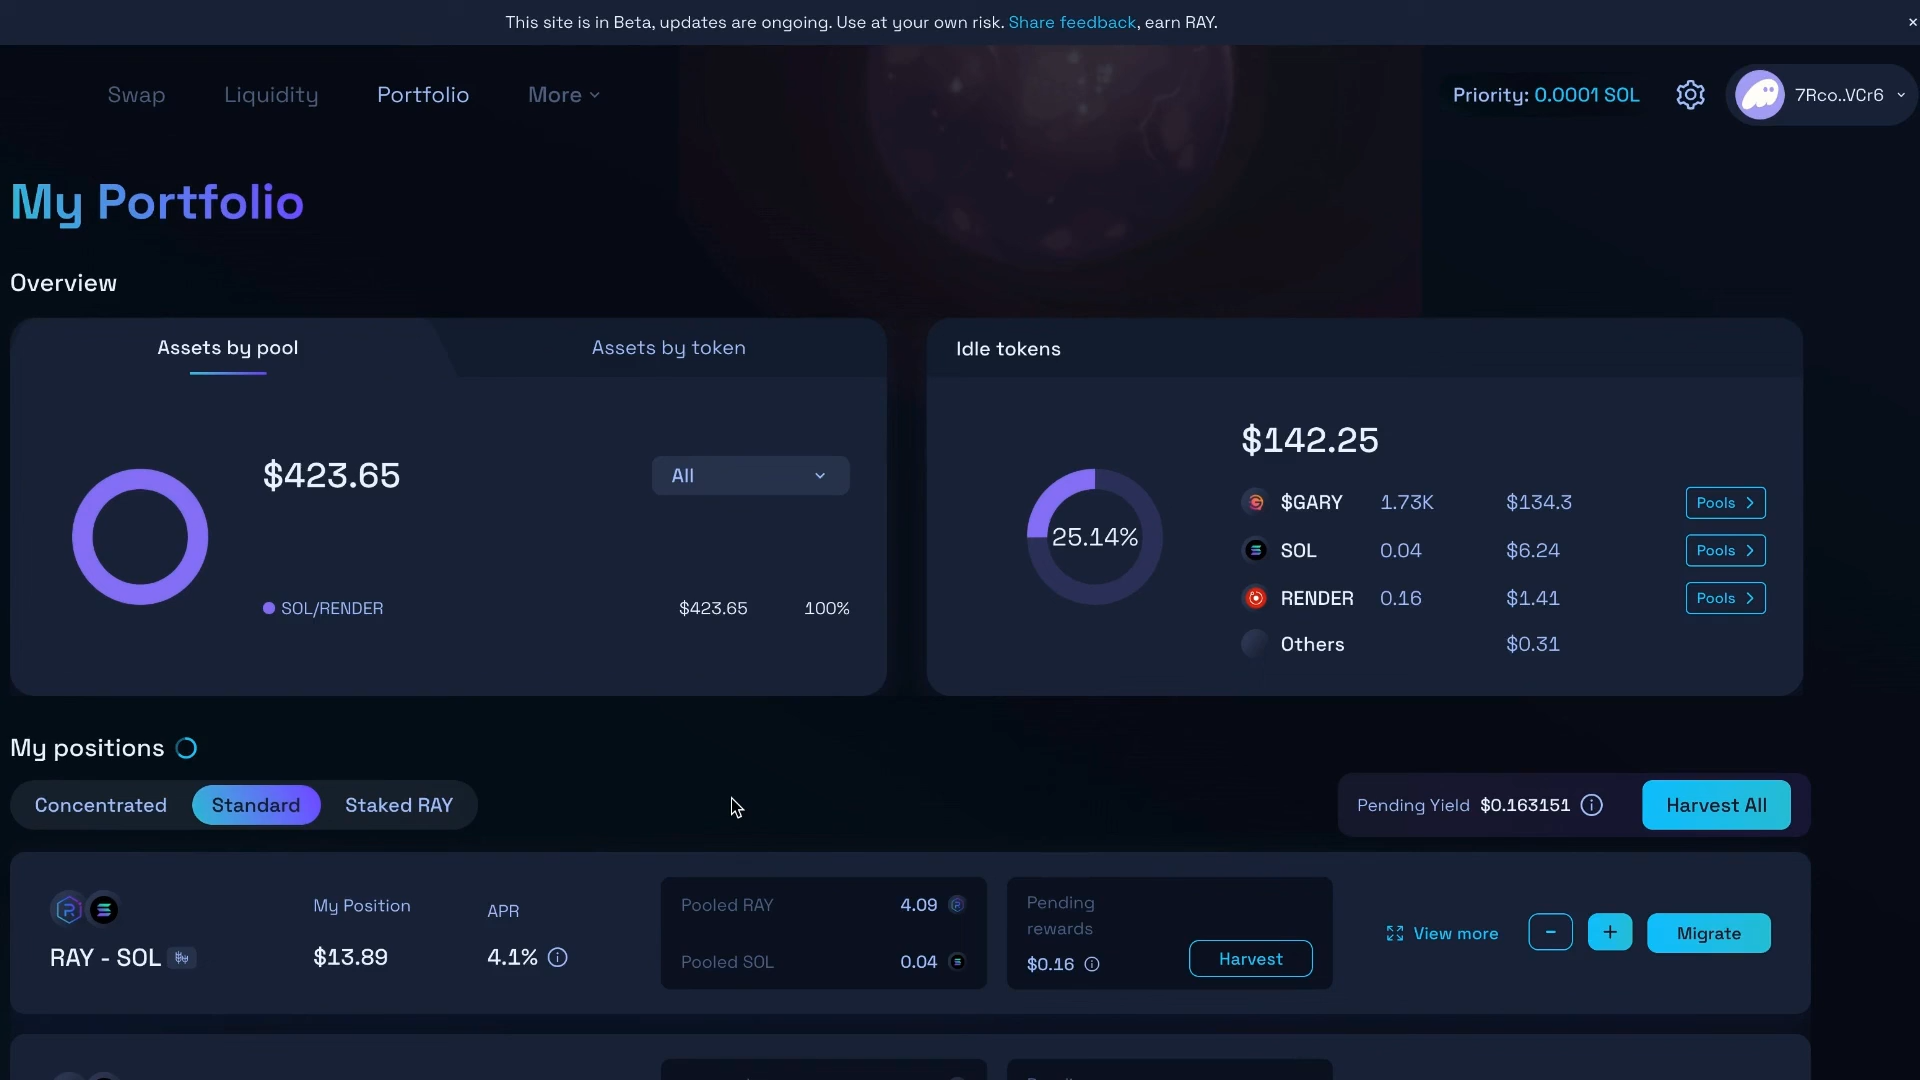 This site is in Beta, updates are ongoing. Use at your own risk. Share feedback, earn RAY.
×
Swap
Liquidity
Portfolio
More
Priority: 0.0001 SOL
7Rco..VCr6
My Portfolio
Overview
Assets by pool
Assets by token
$423.65
All
SOL/RENDER
$423.65
100%
Idle tokens
25.14%
$142.25
$GARY 1.73K $134.3 Pools
SOL 0.04 $6.24 Pools
RENDER 0.16 $1.41 Pools
Others $0.31
My positions
Concentrated
Standard
Staked RAY
Pending Yield $0.163151
Harvest All
RAY - SOL
My Position
$13.89
APR
4.1%
Pooled RAY 4.09
Pooled SOL 0.04
Pending
rewards
$0.16
Harvest
View more
-
+
Migrate